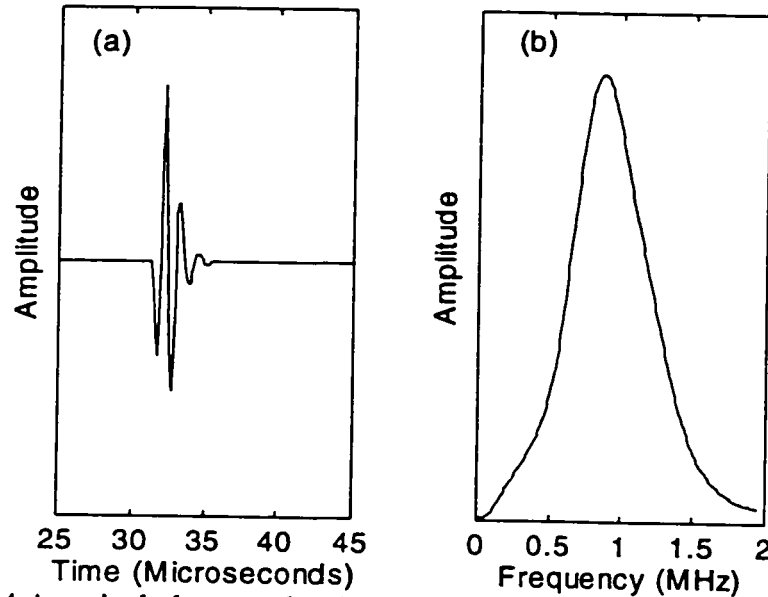 (a)
(b)
Amplitude
Amplitude
25 30 35 40 45
0 0.5 1 1.5 2
Time (Microseconds)
Frequency (MHz)